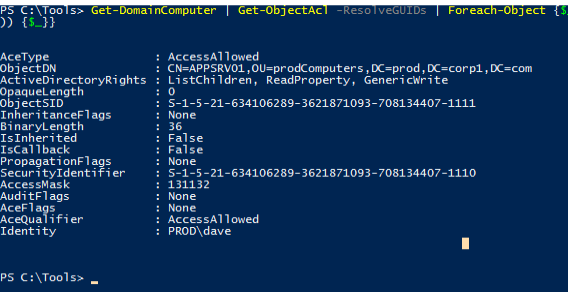 PS C:\Tools> Get-DomainComputer | Get-ObjectAcl -ResolveGUIDs | Foreach-Object {$
)) {$_}}
AceType : AccessAllowed
ObjectDN : CN=APPSRV01,OU=prodComputers,DC=prod,DC=corp1,DC=com
ActiveDirectoryRights : ListChildren, ReadProperty, GenericWrite
OpaqueLength : 0
ObjectSID : S-1-5-21-634106289-3621871093-708134407-1111
InheritanceFlags : None
BinaryLength : 36
IsInherited : False
IsCallback : False
PropagationFlags : None
SecurityIdentifier : S-1-5-21-634106289-3621871093-708134407-1110
AccessMask : 131132
AuditFlags : None
AceFlags : None
AceQualifier : AccessAllowed
Identity : PROD\dave
PS C:\Tools> _